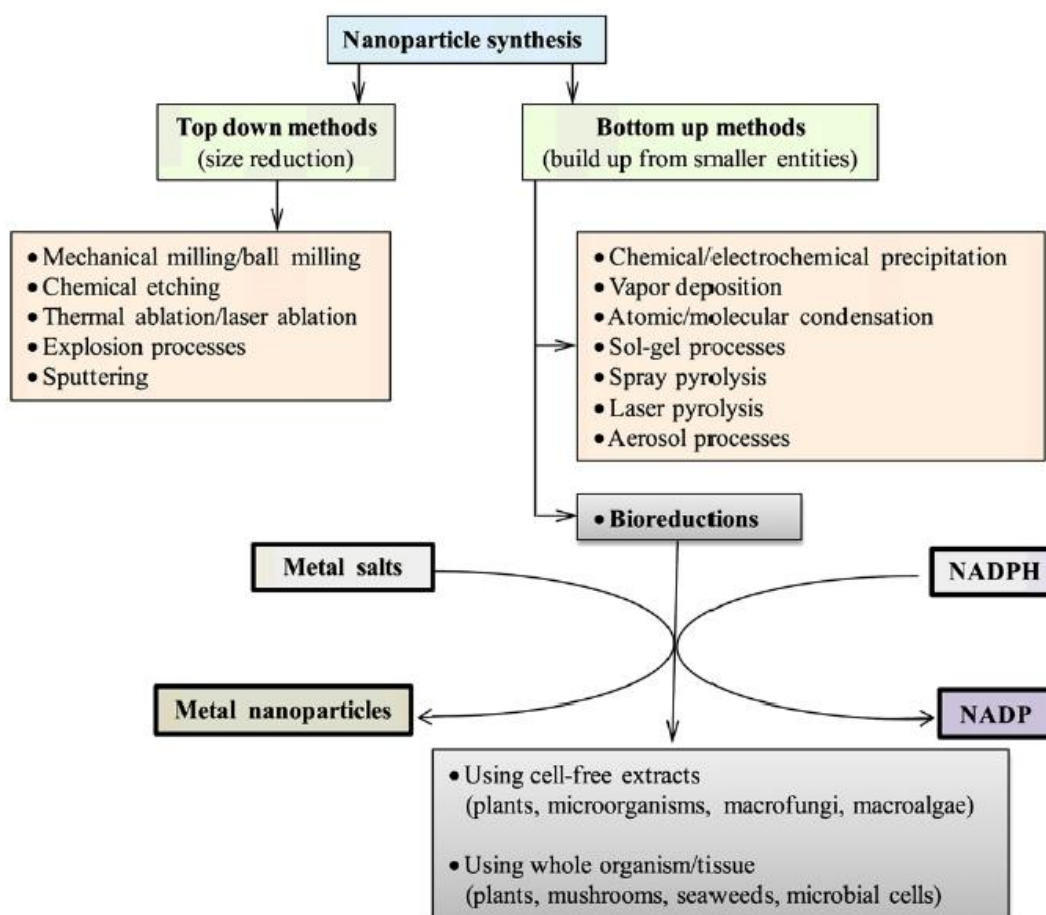 Nanoparticle synthesis
Top down methods
(size reduction)
Bottom up methods
(build up from smaller entities)
• Mechanical milling/ball milling
• Chemical etching
• Thermal ablation/laser ablation
• Explosion processes
• Sputtering
• Chemical/electrochemical precipitation
• Vapor deposition
• Atomic/molecular condensation
• Sol-gel processes
• Spray pyrolysis
• Laser pyrolysis
• Aerosol processes
• Bioreductions
Metal salts
NADPH
Metal nanoparticles
NADP
• Using cell-free extracts
(plants, microorganisms, macrofungi, macroalgae)
• Using whole organism/tissue
(plants, mushrooms, seaweeds, microbial cells)